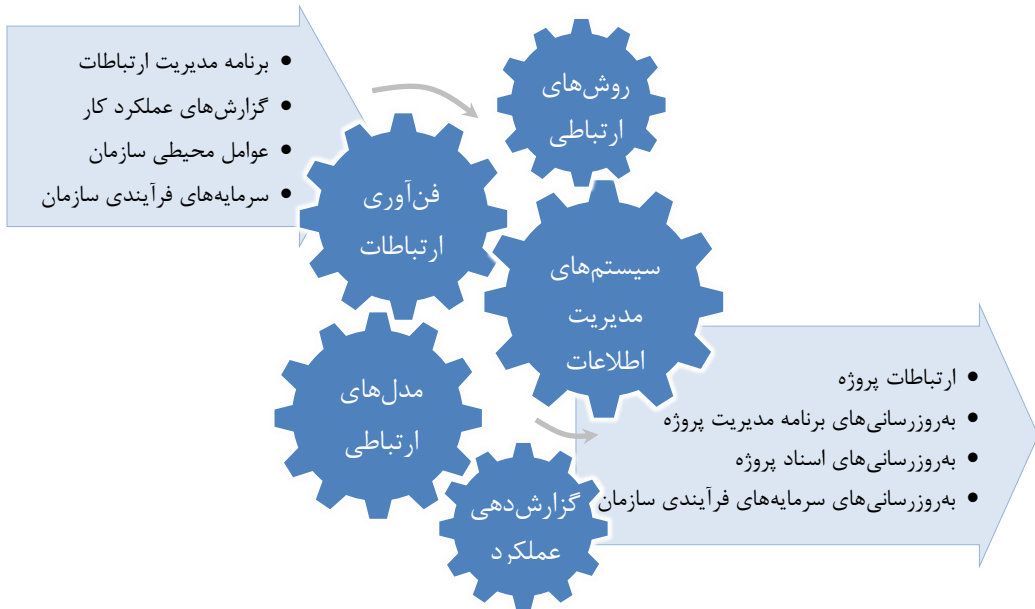 • برنامه مدیریت ارتباطات
• گزارش‌های عملکرد کار
• عوامل محیطی سازمان
• سرمایه‌های فرآیندی سازمان
روش‌های
ارتباطی
فن‌آوری
ارتباطات
سیستم‌های
مدیریت
اطلاعات
مدل‌های
ارتباطی
گزارش‌دهی
عملکرد
• ارتباطات پروژه
• به‌روزرسانی‌های برنامه مدیریت پروژه
• به‌روزرسانی‌های اسناد پروژه
• به‌روزرسانی‌های سرمایه‌های فرآیندی سازمان